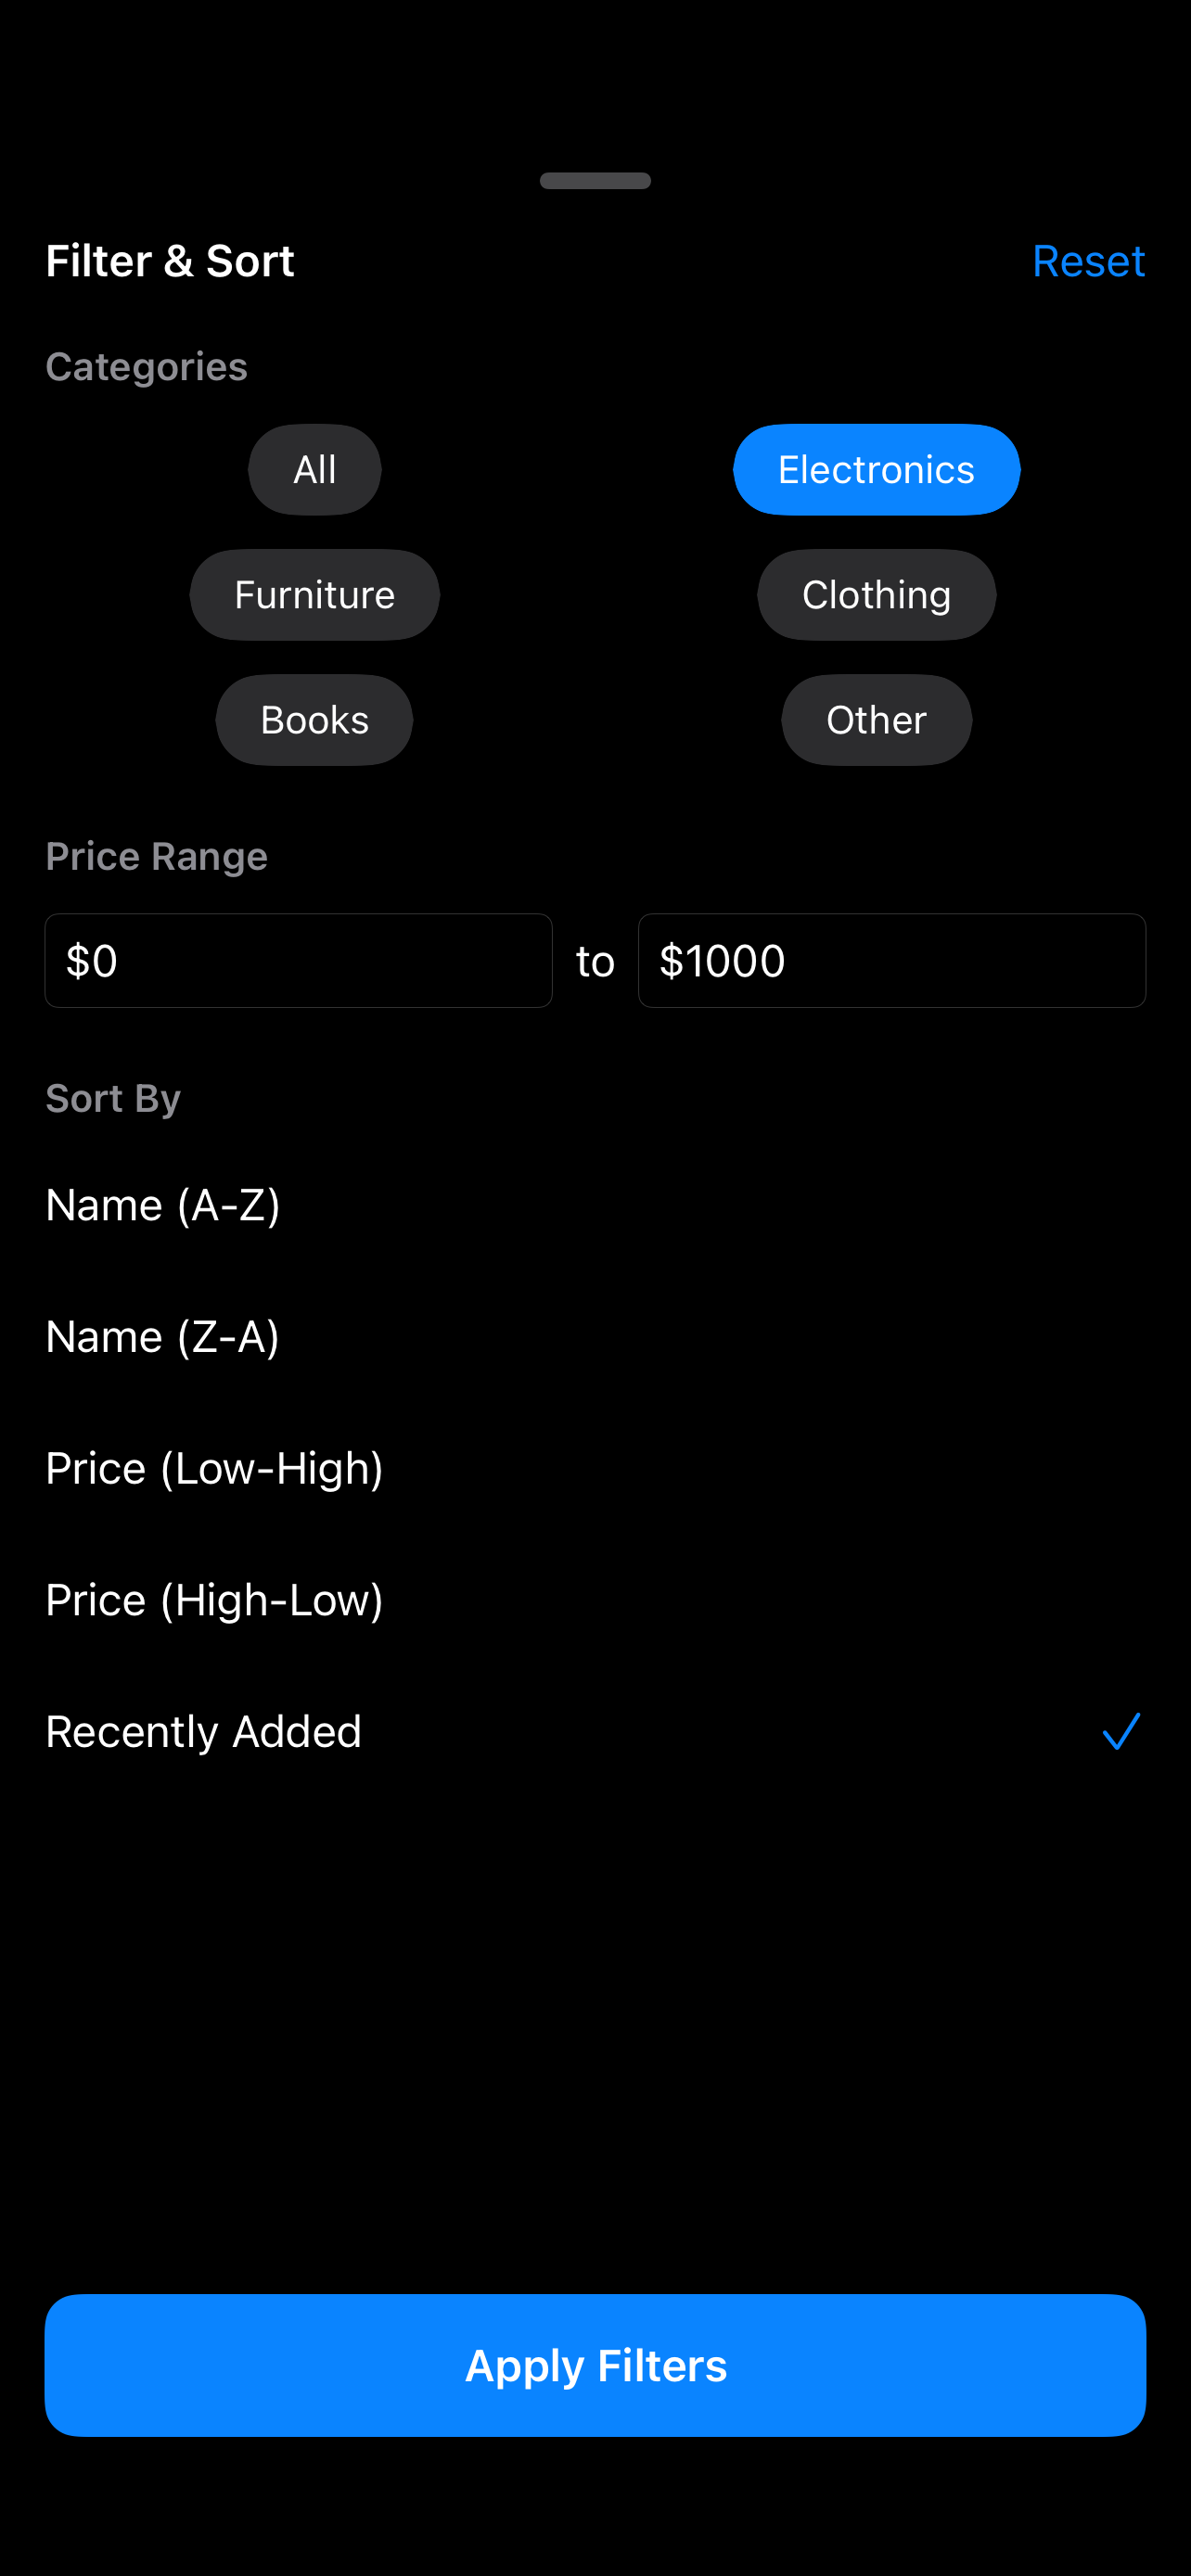 Filter & Sort
Reset
Categories
All
Electronics
Furniture
Clothing
Books
Other
Price Range
$0 to $1000
Sort By
Name (A-Z)
Name (Z-A)
Price (Low-High)
Price (High-Low)
Recently Added
Apply Filters